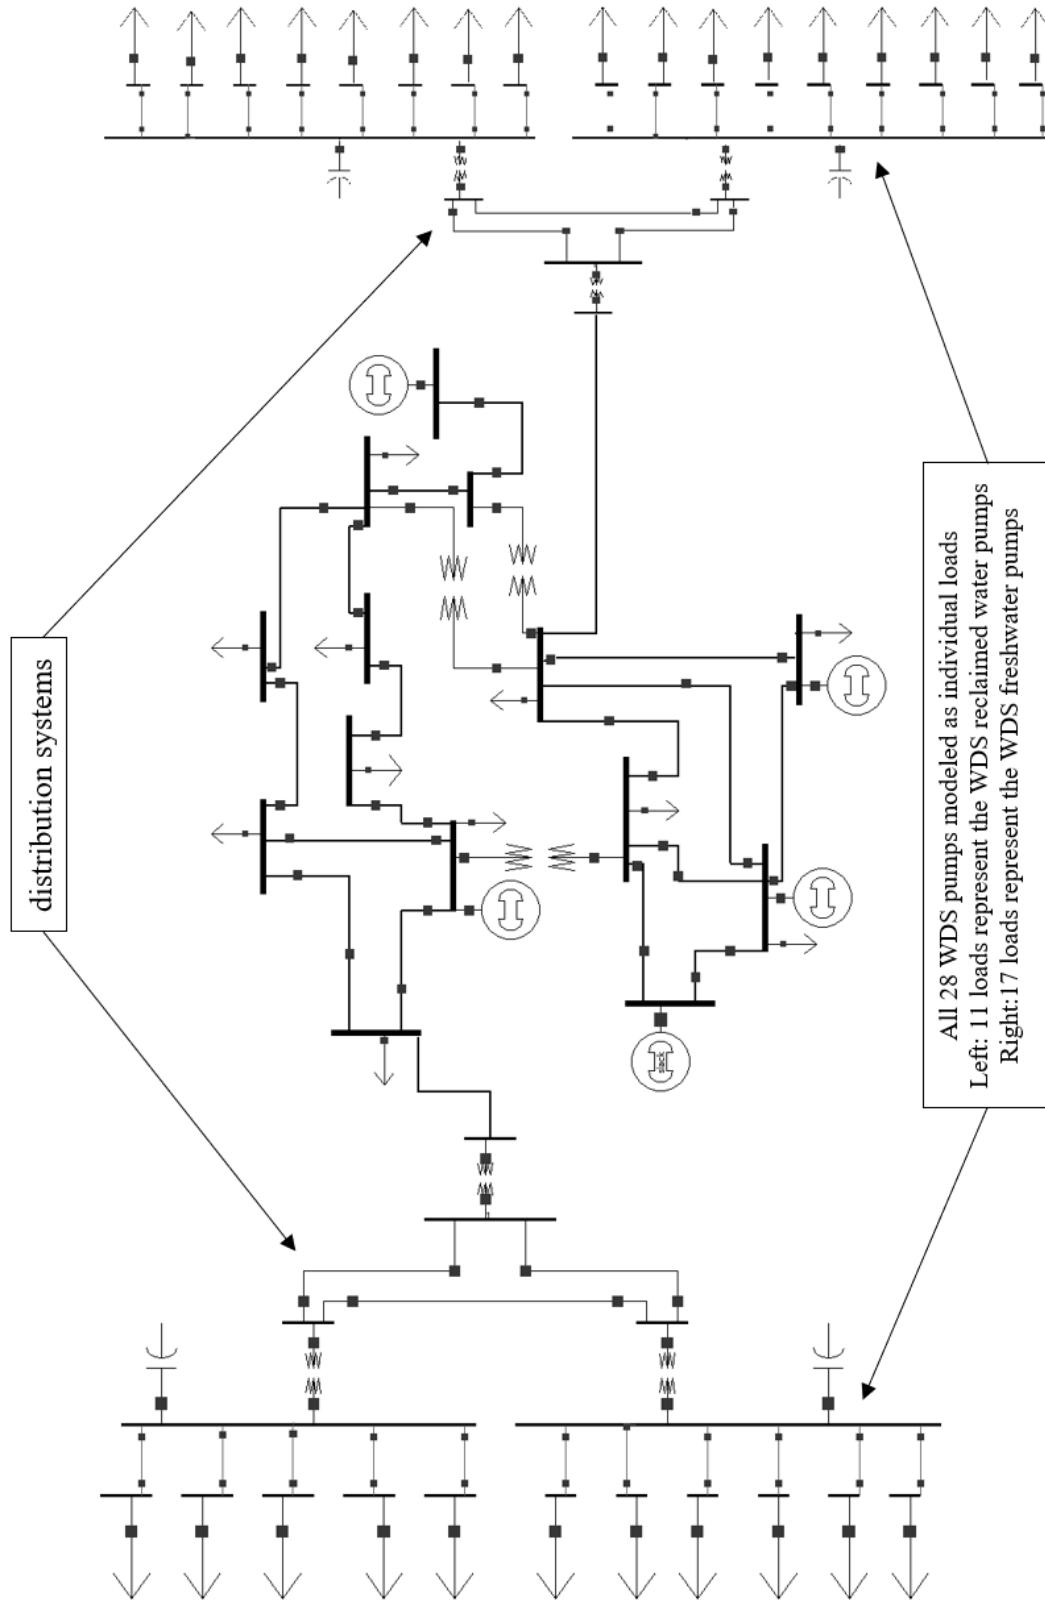 distribution systems
All 28 WDS pumps modeled as individual loads
Left: 11 loads represent the WDS reclaimed water pumps
Right:17 loads represent the WDS freshwater pumps
slack